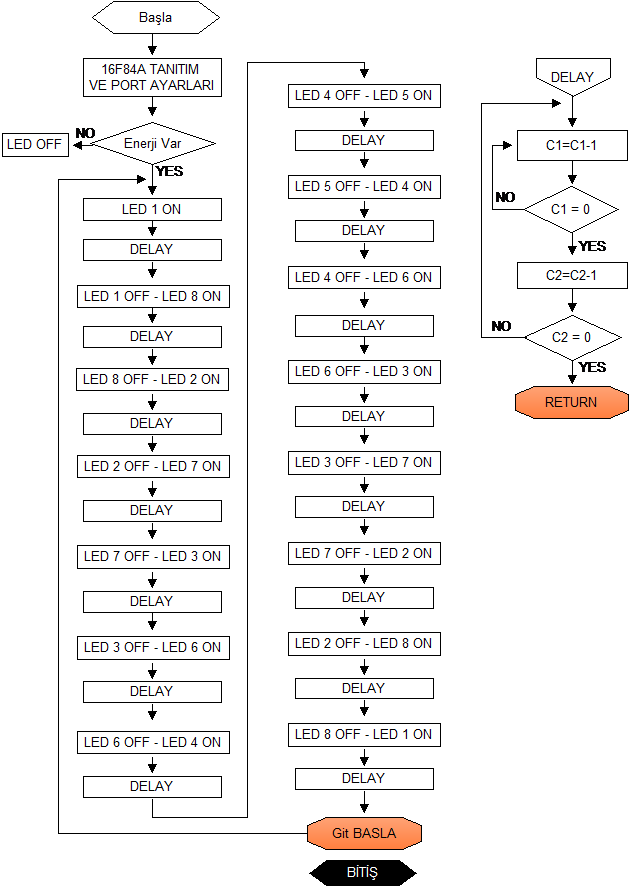 Başla
16F84A TANITIM
VE PORT AYARLARI
Enerji Var
NO
LED OFF
YES
LED 1 ON
DELAY
LED 1 OFF - LED 8 ON
DELAY
LED 8 OFF - LED 2 ON
DELAY
LED 2 OFF - LED 7 ON
DELAY
LED 7 OFF - LED 3 ON
DELAY
LED 3 OFF - LED 6 ON
DELAY
LED 6 OFF - LED 4 ON
DELAY
LED 4 OFF - LED 5 ON
DELAY
LED 5 OFF - LED 4 ON
DELAY
LED 4 OFF - LED 6 ON
DELAY
LED 6 OFF - LED 3 ON
DELAY
LED 3 OFF - LED 7 ON
DELAY
LED 7 OFF - LED 2 ON
DELAY
LED 2 OFF - LED 8 ON
DELAY
LED 8 OFF - LED 1 ON
DELAY
Git BASLA
BİTİŞ
DELAY
C1=C1-1
NO
C1 = 0
YES
C2=C2-1
NO
C2 = 0
YES
RETURN